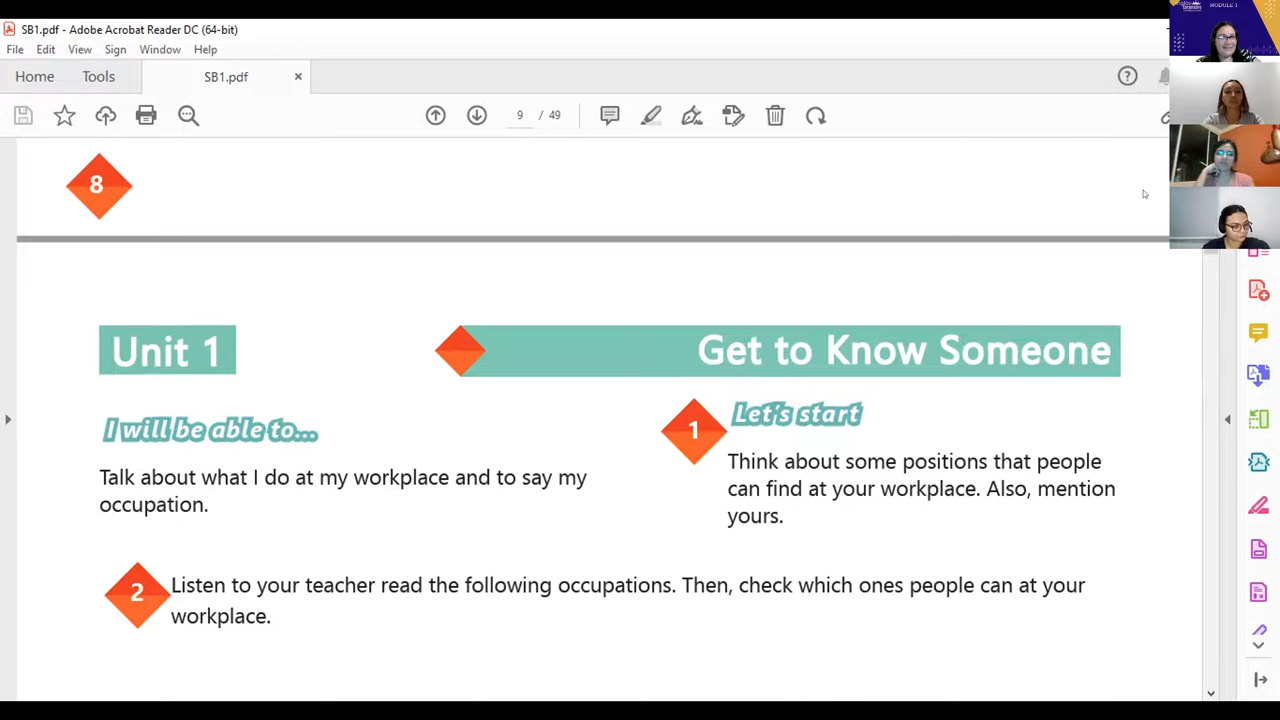 SB1.pdf - Adobe Acrobat Reader DC (64-bit)
MODULE 1
File Edit View Sign Window Help
Home Tools SB1.pdf ×
9 / 49
8
Unit 1
Get to Know Someone
I will be able to...
Talk about what I do at my workplace and to say my
occupation.
1
Let's start
Think about some positions that people
can find at your workplace. Also, mention
yours.
2
Listen to your teacher read the following occupations. Then, check which ones people can at your
workplace.